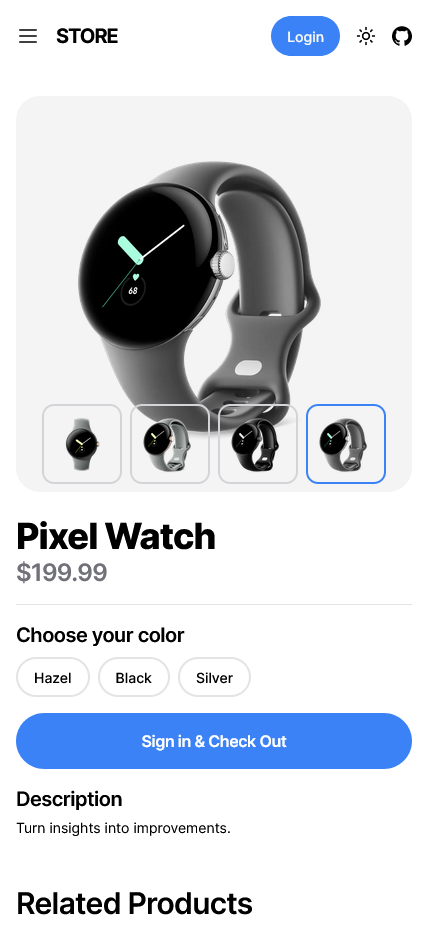 STORE
Login
68
Pixel Watch
$199.99
Choose your color
Hazel
Black
Silver
Sign in & Check Out
Description
Turn insights into improvements.
Related Products